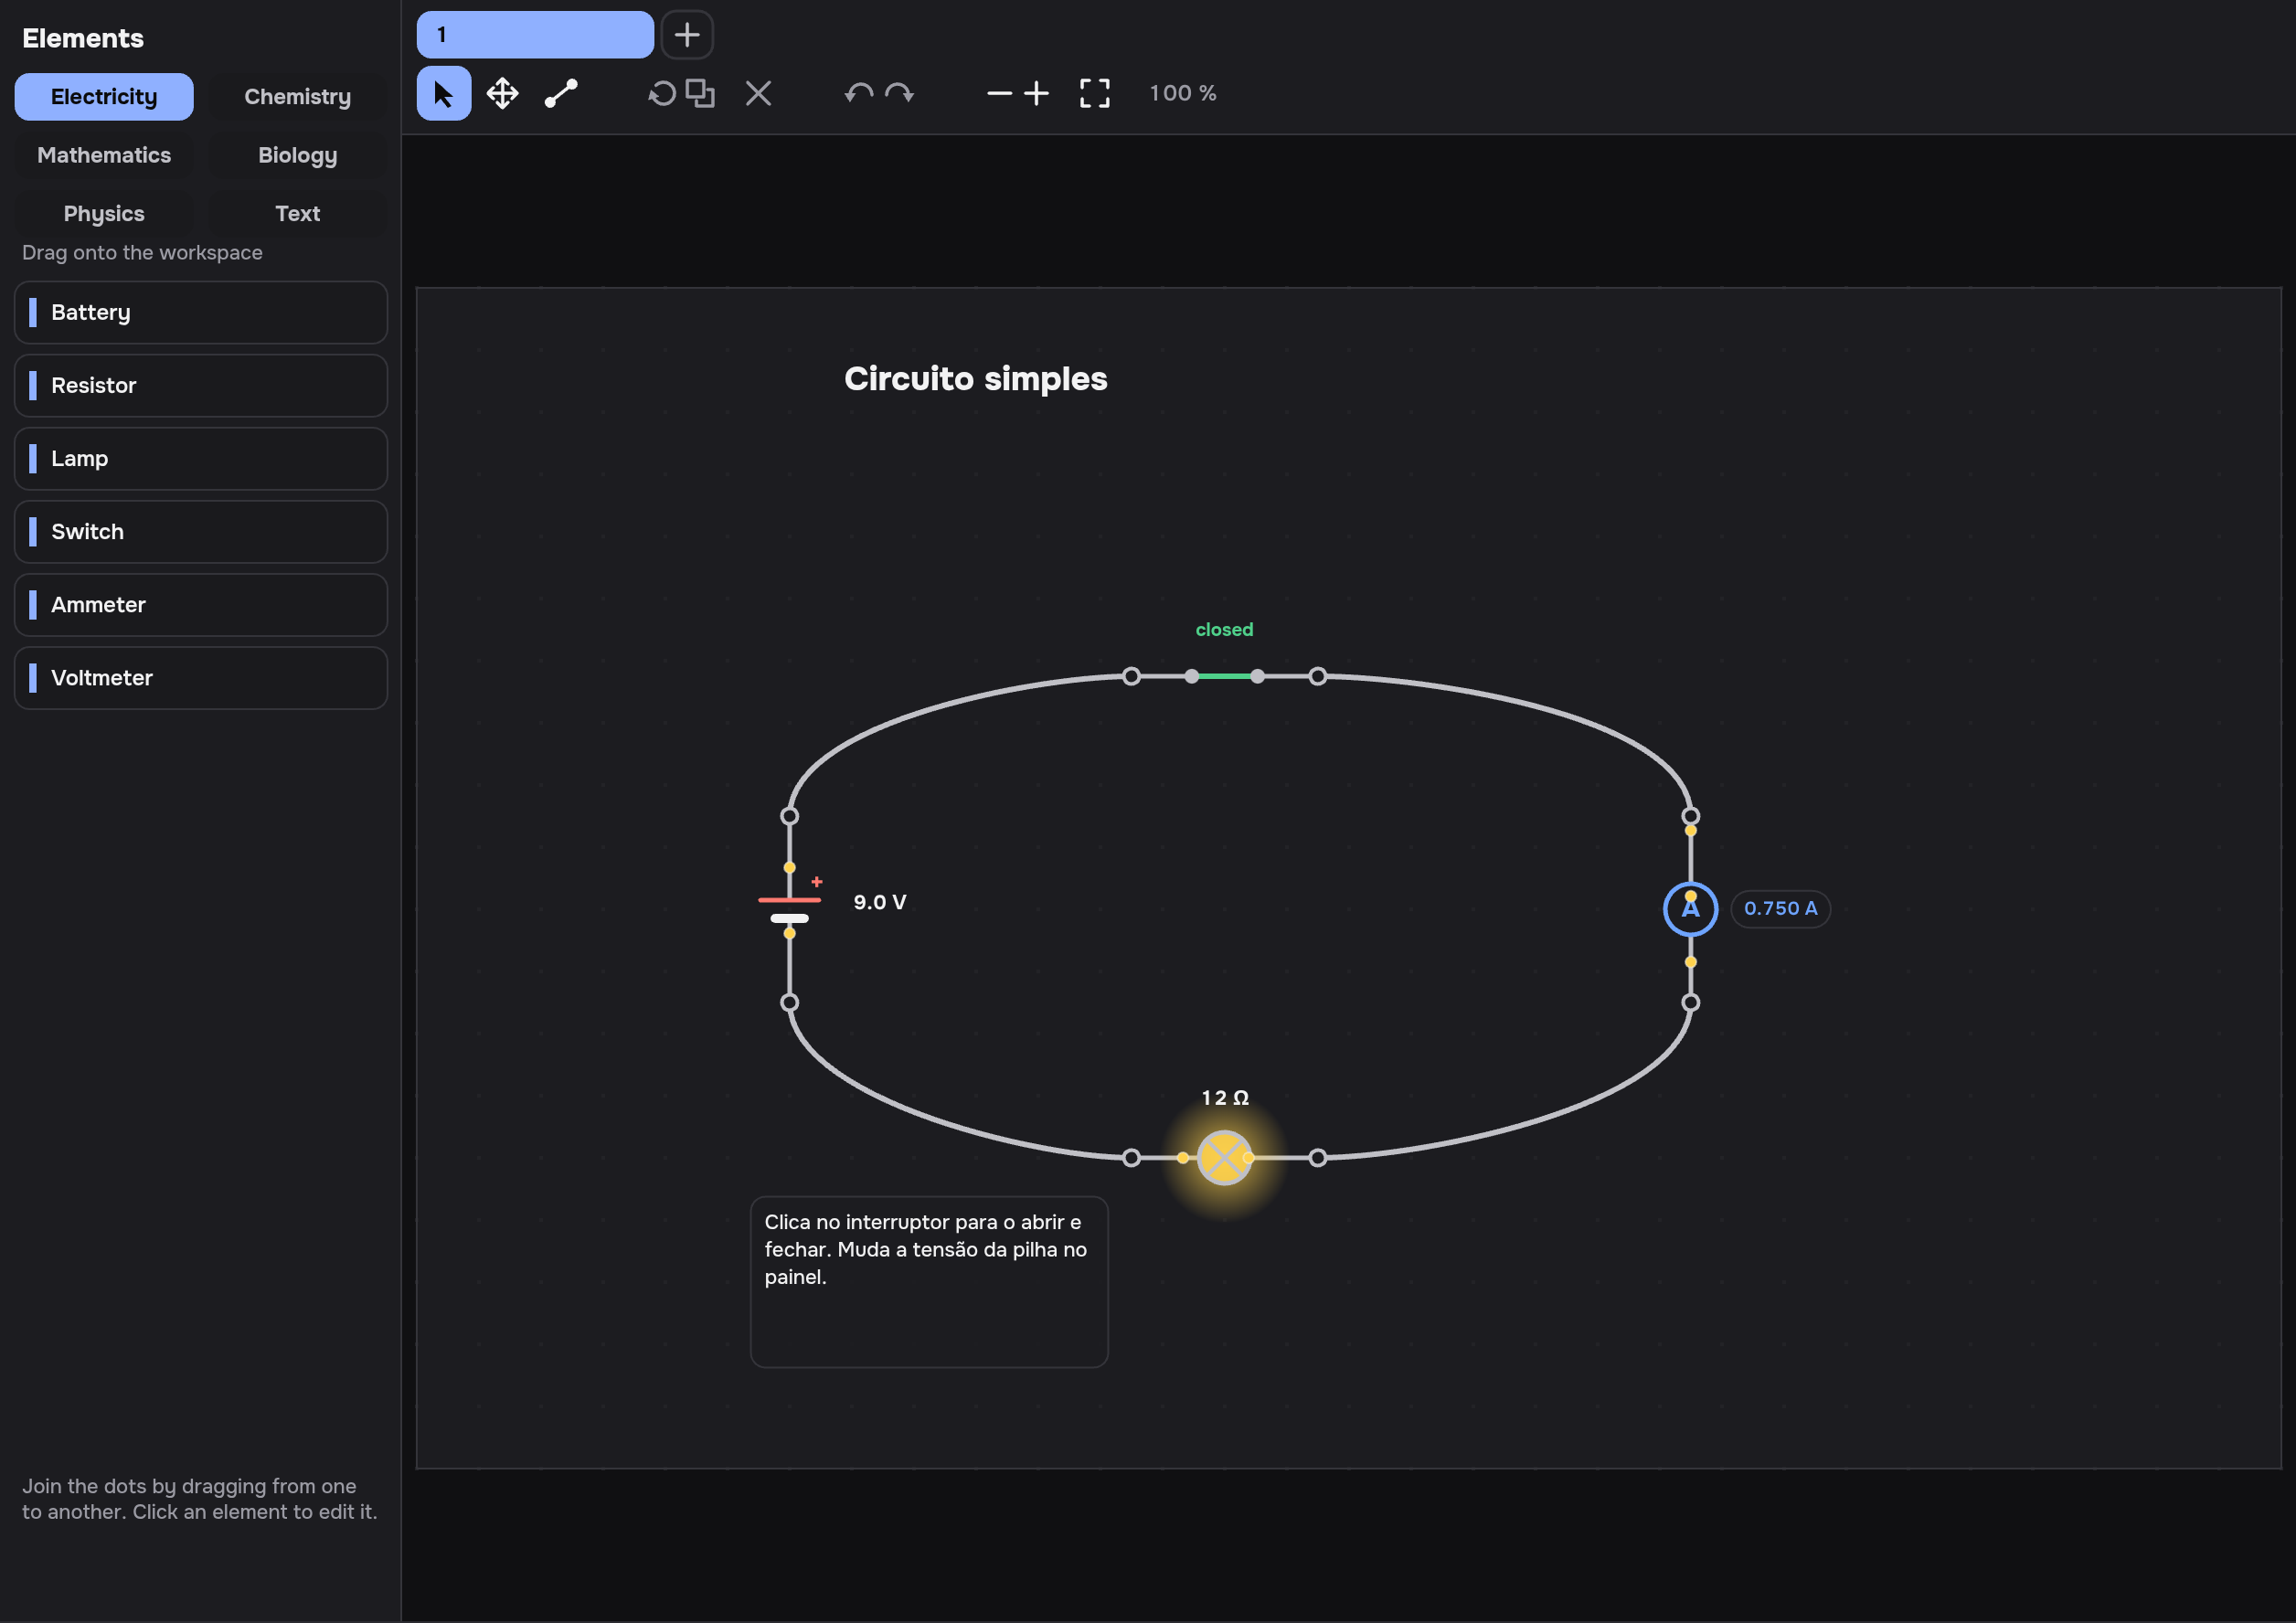 Elements
Electricity
Chemistry
Mathematics
Biology
Physics
Text
Drag onto the workspace
Battery
Resistor
Lamp
Switch
Ammeter
Voltmeter
Join the dots by dragging from one
to another. Click an element to edit it.
1
100 %
Circuito simples
closed
+
9.0 V
A
0.750 A
12 Ω
Clica no interruptor para o abrir e
fechar. Muda a tensão da pilha no
painel.